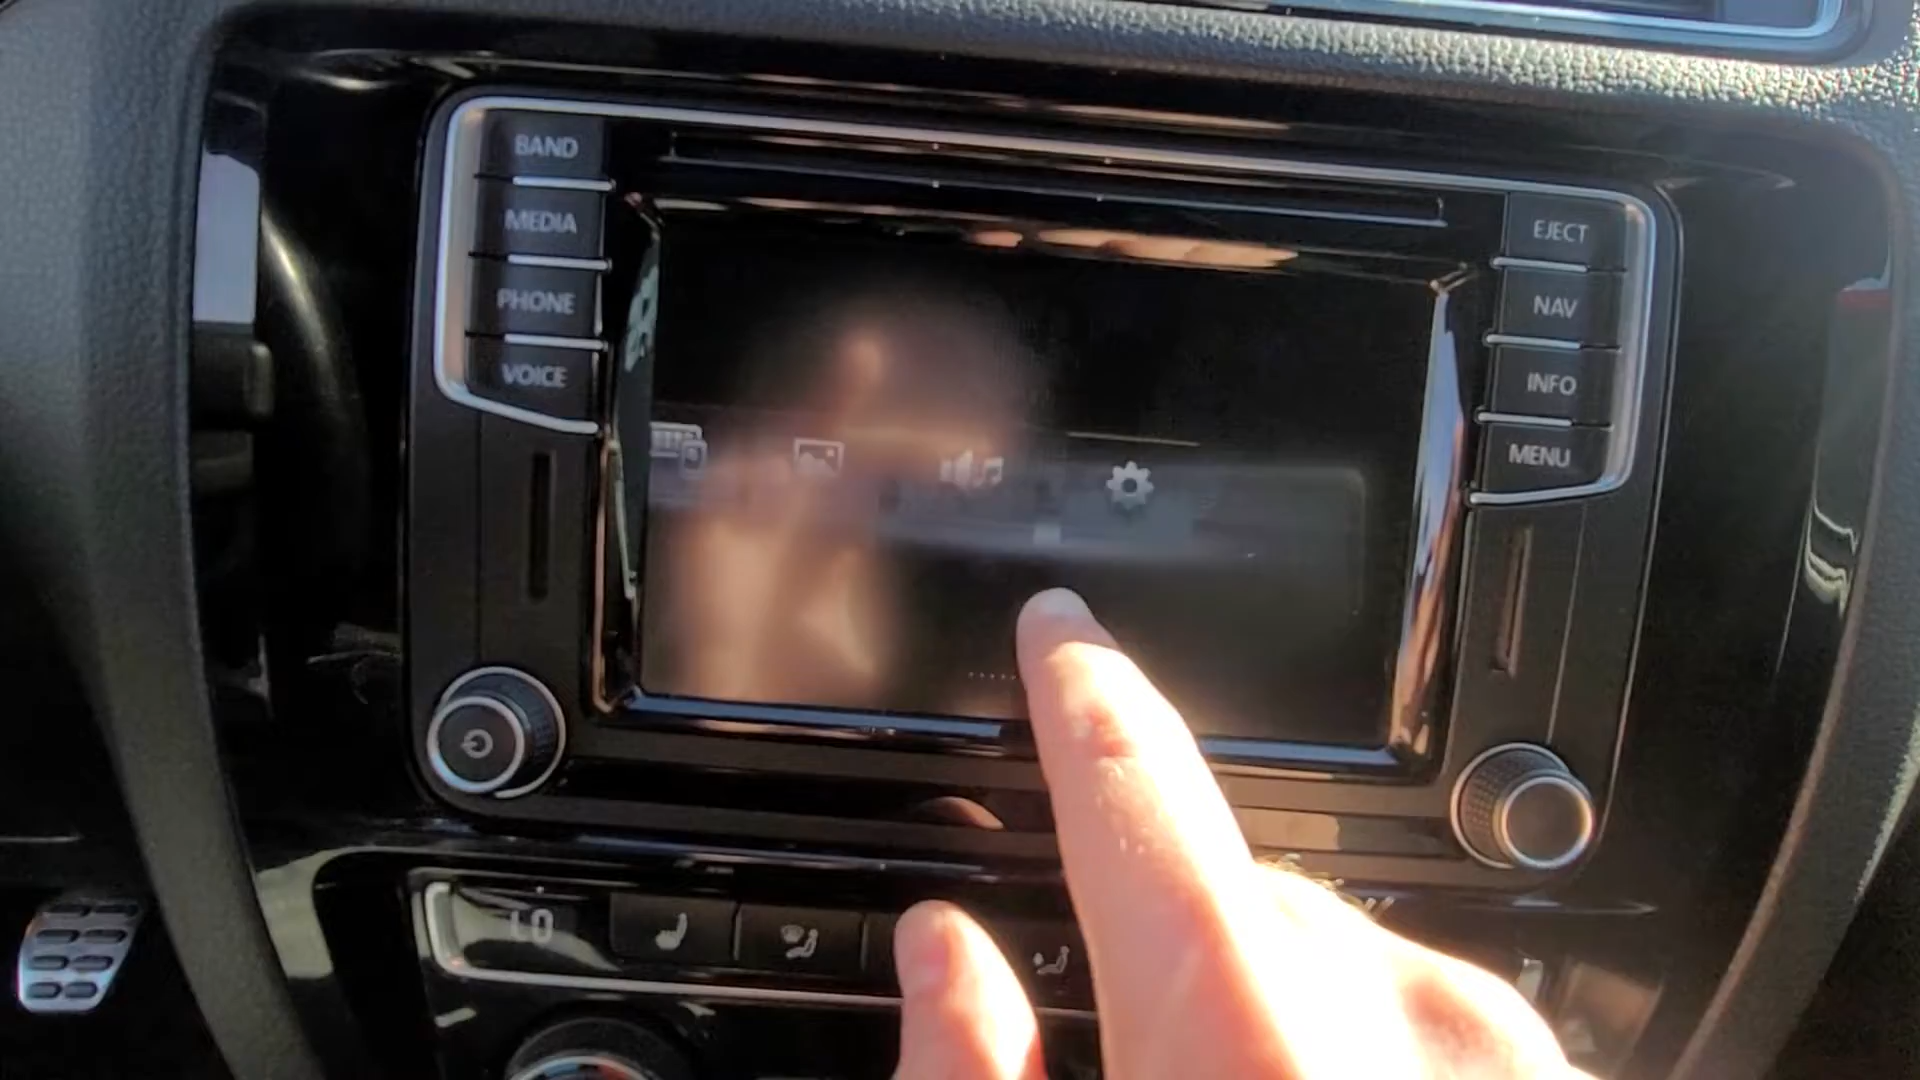 BAND
MEDIA
PHONE
VOICE
EJECT
NAV
INFO
MENU
LO